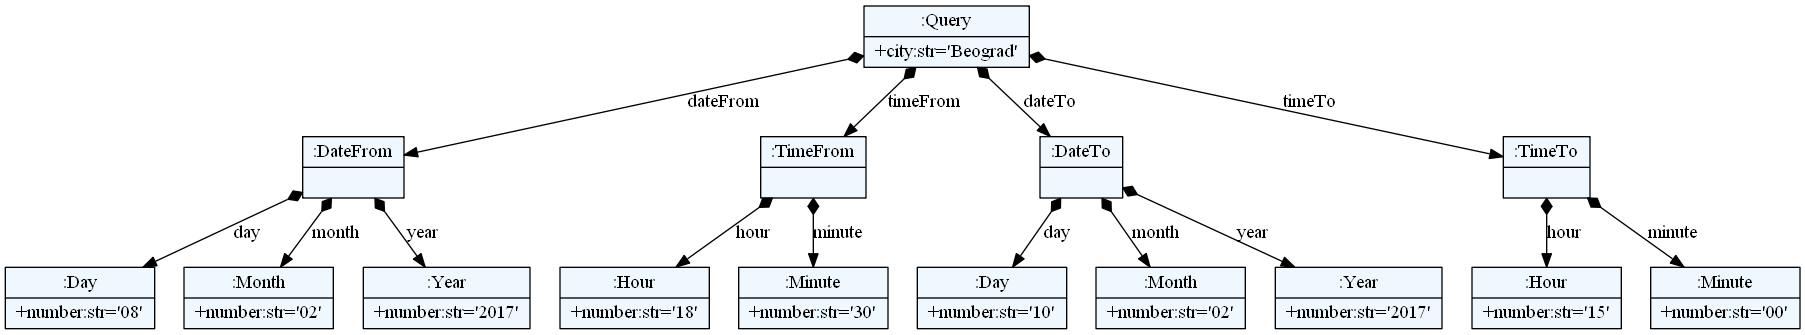 :Query
+city:str='Beograd'
dateFrom
timeFrom
dateTo
timeTo
:DateFrom
:TimeFrom
:DateTo
:TimeTo
day
month
year
hour
minute
day
month
year
hour
minute
:Day
+number:str='08'
:Month
+number:str='02'
:Year
+number:str='2017'
:Hour
+number:str='18'
:Minute
+number:str='30'
:Day
+number:str='10'
:Month
+number:str='02'
:Year
+number:str='2017'
:Hour
+number:str='15'
:Minute
+number:str='00'